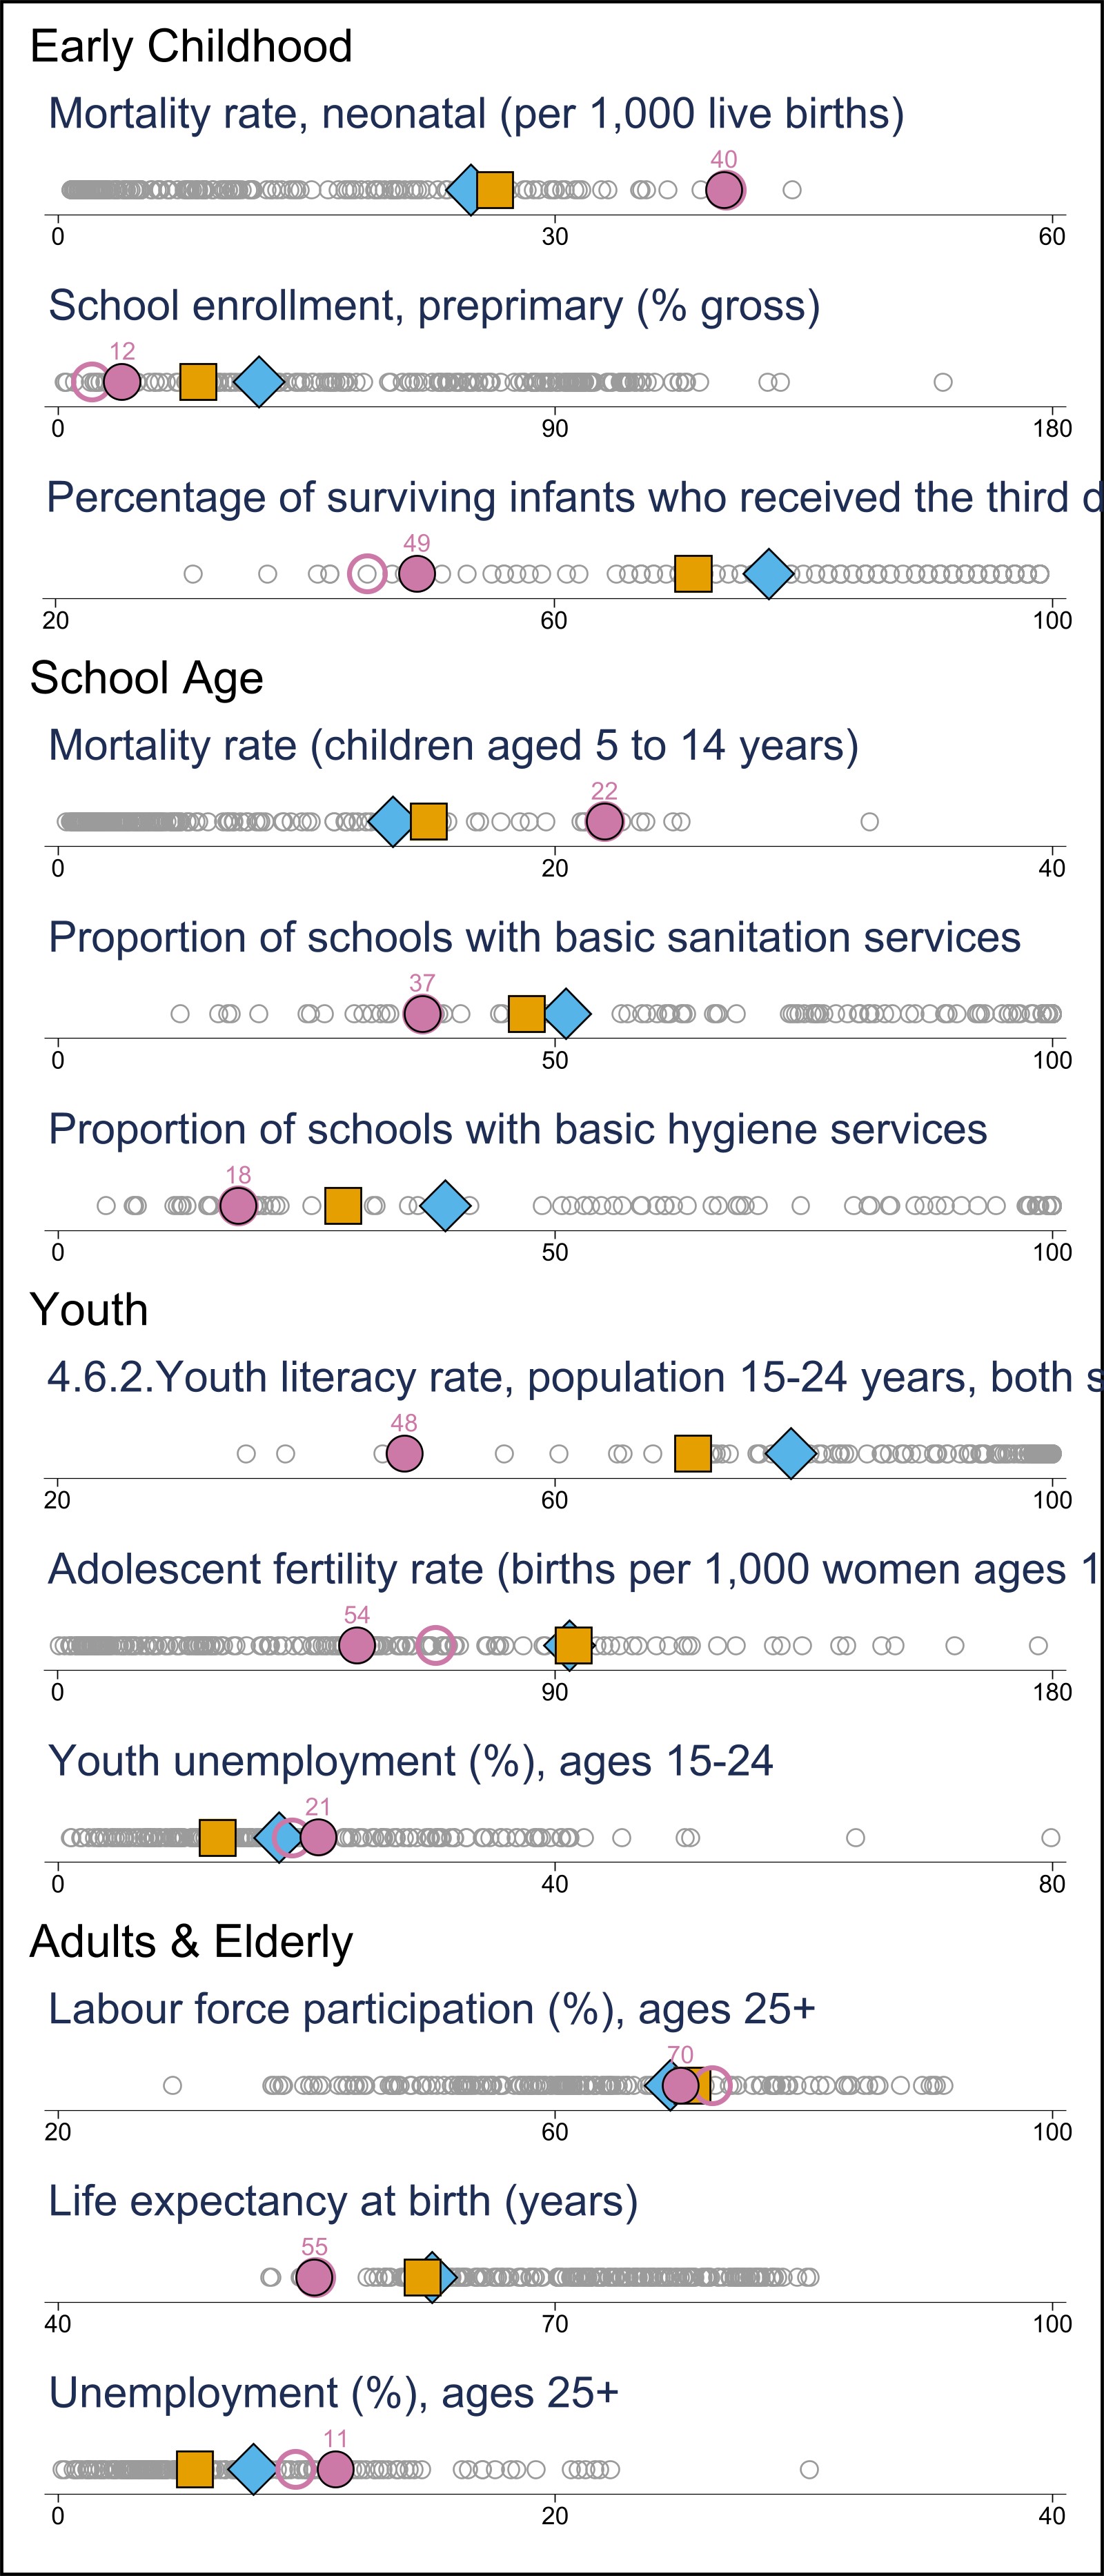 Early Childhood
Mortality rate, neonatal (per 1,000 live births)
40
0 30 60
School enrollment, preprimary (% gross)
12
0 90 180
Percentage of surviving infants who received the third d
49
20 60 100
School Age
Mortality rate (children aged 5 to 14 years)
22
0 20 40
Proportion of schools with basic sanitation services
37
0 50 100
Proportion of schools with basic hygiene services
18
0 50 100
Youth
4.6.2.Youth literacy rate, population 15-24 years, both s
48
20 60 100
Adolescent fertility rate (births per 1,000 women ages 1
54
0 90 180
Youth unemployment (%), ages 15-24
21
0 40 80
Adults & Elderly
Labour force participation (%), ages 25+
70
20 60 100
Life expectancy at birth (years)
55
40 70 100
Unemployment (%), ages 25+
11
0 20 40